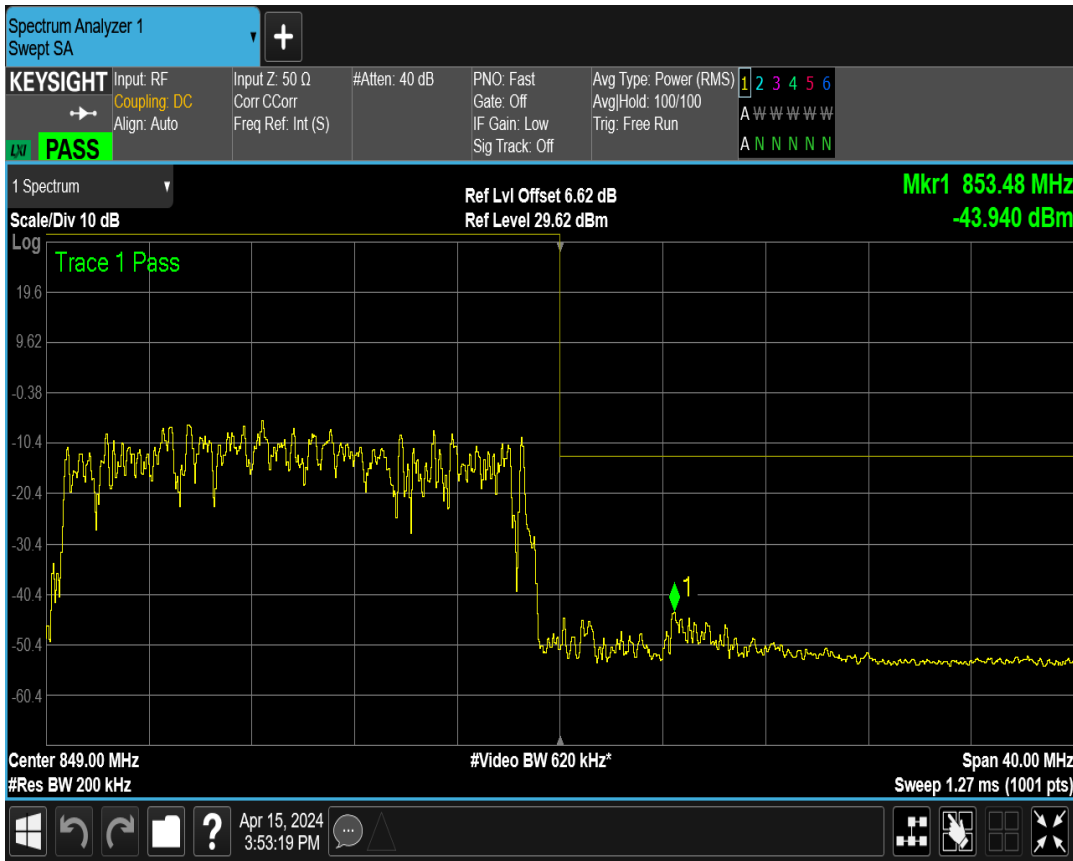 Spectrum Analyzer 1
Swept SA
+
KEYSIGHT
LXI PASS
Input: RF
Coupling: DC
Align: Auto
Input Z: 50 Ω
Corr CCorr
Freq Ref: Int (S)
#Atten: 40 dB
PNO: Fast
Gate: Off
IF Gain: Low
Sig Track: Off
Avg Type: Power (RMS)
Avg|Hold: 100/100
Trig: Free Run
1 2 3 4 5 6
A W W W W W
A N N N N N
1 Spectrum
Scale/Div 10 dB
Ref Lvl Offset 6.62 dB
Ref Level 29.62 dBm
Mkr1 853.48 MHz
-43.940 dBm
Log
Trace 1 Pass
19.6
9.62
-0.38
-10.4
-20.4
-30.4
-40.4
-50.4
-60.4
1
Center 849.00 MHz
#Res BW 200 kHz
#Video BW 620 kHz*
Span 40.00 MHz
Sweep 1.27 ms (1001 pts)
?
Apr 15, 2024
3:53:19 PM